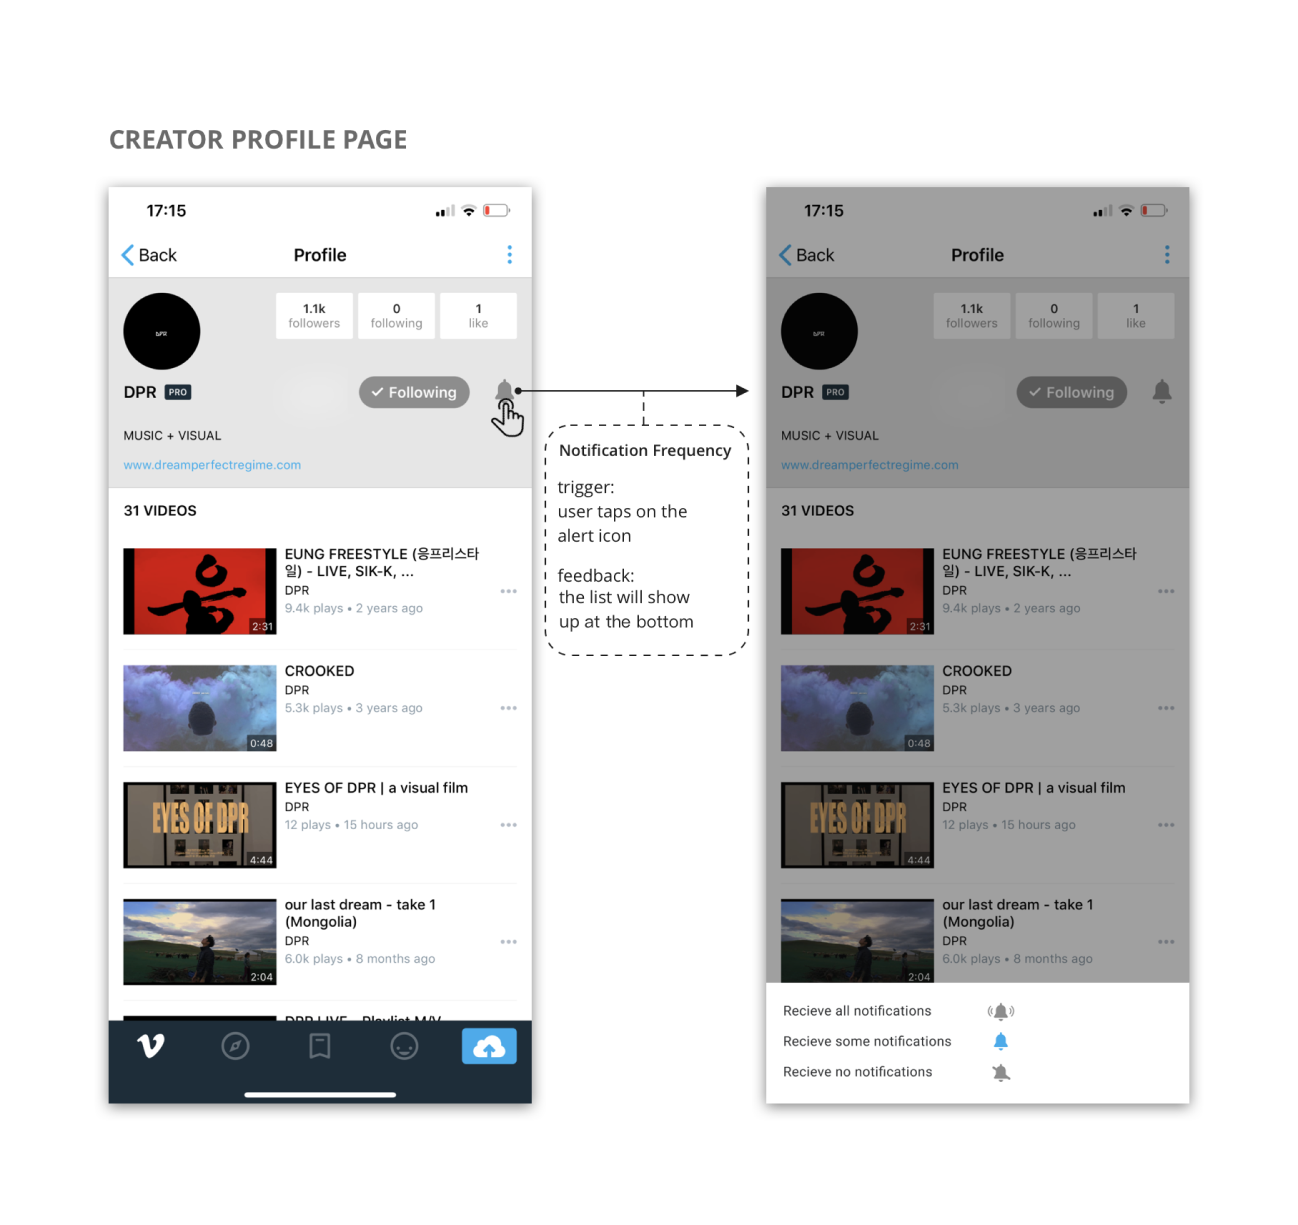 CREATOR PROFILE PAGE
17:15
Back
Profile
1.1k
followers
0
following
1
like
DPR
DPR PRO
Following
MUSIC + VISUAL
www.dreamperfectregime.com
31 VIDEOS
EUNG FREESTYLE (응프리스타
일) - LIVE, SIK-K, ...
DPR
9.4k plays • 2 years ago
2:31
CROOKED
DPR
5.3k plays • 3 years ago
0:48
EYES OF DPR | a visual film
DPR
12 plays • 15 hours ago
EYES OF DPR
4:44
our last dream - take 1
(Mongolia)
DPR
6.0k plays • 8 months ago
2:04
DPR LIVE - Playlist M/V
Notification Frequency
trigger:
user taps on the
alert icon
feedback:
the list will show
up at the bottom
17:15
Back
Profile
1.1k
followers
0
following
1
like
DPR
DPR PRO
Following
MUSIC + VISUAL
www.dreamperfectregime.com
31 VIDEOS
EUNG FREESTYLE (응프리스타
일) - LIVE, SIK-K, ...
DPR
9.4k plays • 2 years ago
2:31
CROOKED
DPR
5.3k plays • 3 years ago
0:48
EYES OF DPR | a visual film
DPR
12 plays • 15 hours ago
EYES OF DPR
4:44
our last dream - take 1
(Mongolia)
DPR
6.0k plays • 8 months ago
2:04
Recieve all notifications
Recieve some notifications
Recieve no notifications